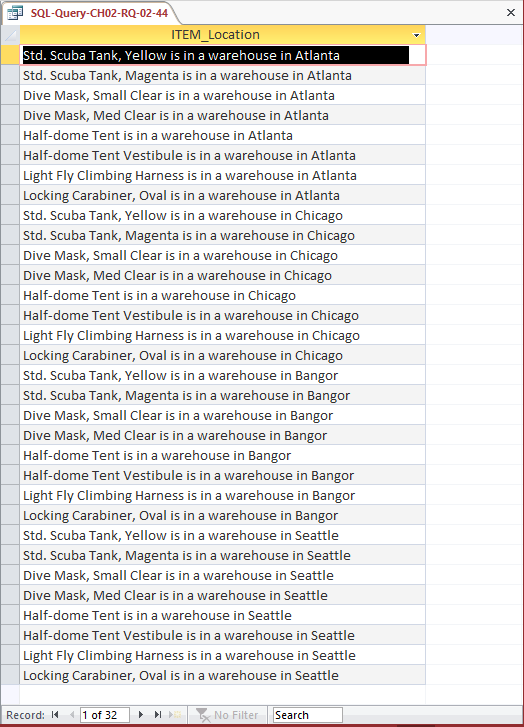 SQL-Query-CH02-RQ-02-44
ITEM_Location
Std. Scuba Tank, Yellow is in a warehouse in Atlanta
Std. Scuba Tank, Magenta is in a warehouse in Atlanta
Dive Mask, Small Clear is in a warehouse in Atlanta
Dive Mask, Med Clear is in a warehouse in Atlanta
Half-dome Tent is in a warehouse in Atlanta
Half-dome Tent Vestibule is in a warehouse in Atlanta
Light Fly Climbing Harness is in a warehouse in Atlanta
Locking Carabiner, Oval is in a warehouse in Atlanta
Std. Scuba Tank, Yellow is in a warehouse in Chicago
Std. Scuba Tank, Magenta is in a warehouse in Chicago
Dive Mask, Small Clear is in a warehouse in Chicago
Dive Mask, Med Clear is in a warehouse in Chicago
Half-dome Tent is in a warehouse in Chicago
Half-dome Tent Vestibule is in a warehouse in Chicago
Light Fly Climbing Harness is in a warehouse in Chicago
Locking Carabiner, Oval is in a warehouse in Chicago
Std. Scuba Tank, Yellow is in a warehouse in Bangor
Std. Scuba Tank, Magenta is in a warehouse in Bangor
Dive Mask, Small Clear is in a warehouse in Bangor
Dive Mask, Med Clear is in a warehouse in Bangor
Half-dome Tent is in a warehouse in Bangor
Half-dome Tent Vestibule is in a warehouse in Bangor
Light Fly Climbing Harness is in a warehouse in Bangor
Locking Carabiner, Oval is in a warehouse in Bangor
Std. Scuba Tank, Yellow is in a warehouse in Seattle
Std. Scuba Tank, Magenta is in a warehouse in Seattle
Dive Mask, Small Clear is in a warehouse in Seattle
Dive Mask, Med Clear is in a warehouse in Seattle
Half-dome Tent is in a warehouse in Seattle
Half-dome Tent Vestibule is in a warehouse in Seattle
Light Fly Climbing Harness is in a warehouse in Seattle
Locking Carabiner, Oval is in a warehouse in Seattle
Record: 1 of 32 No Filter Search